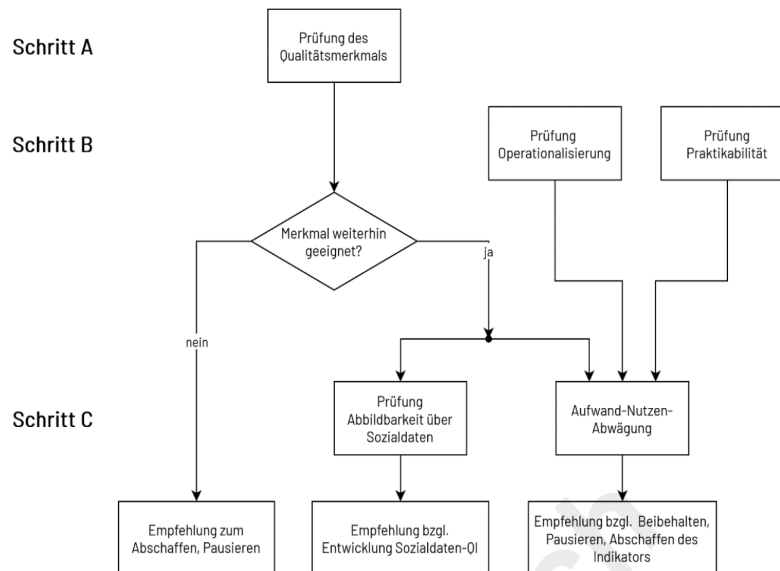 Schritt A
Prüfung des
Qualitätsmerkmals
Schritt B
Prüfung
Operationalisierung
Prüfung
Praktikabilität
Merkmal weiterhin
geeignet?
ja
nein
Schritt C
Prüfung
Abbildbarkeit über
Sozialdaten
Aufwand-Nutzen-
Abwägung
Empfehlung zum
Abschaffen, Pausieren
Empfehlung bzgl.
Entwicklung Sozialdaten-QI
Empfehlung bzgl. Beibehalten,
Pausieren, Abschaffen des
Indikators